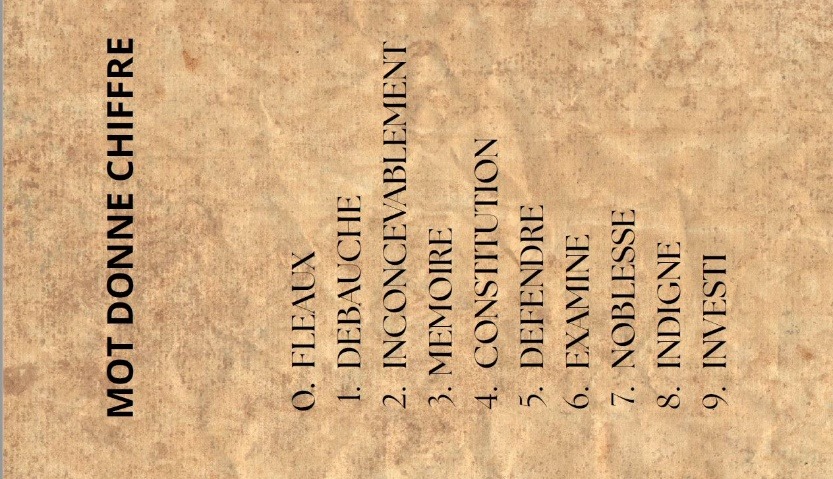 MOT DONNE CHIFFRE
0. FLEAUX
1. DEBAUCHE
2. INCONCEVABLEMENT
3. MEMOIRE
4. CONSTITUTION
5. DEFENDRE
6. EXAMINE
7. NOBLESSE
8. INDIGNE
9. INVESTI